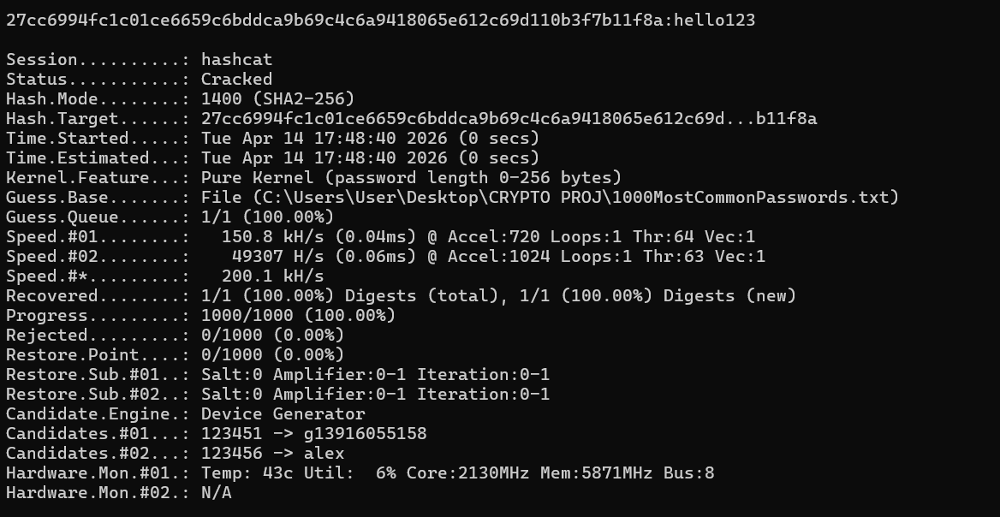 27cc6994fc1c01ce6659c6bddca9b69c4c6a9418065e612c69d110b3f7b11f8a:hello123
Session..........: hashcat
Status...........: Cracked
Hash.Mode........: 1400 (SHA2-256)
Hash.Target......: 27cc6994fc1c01ce6659c6bddca9b69c4c6a9418065e612c69d...b11f8a
Time.Started.....: Tue Apr 14 17:48:40 2026 (0 secs)
Time.Estimated...: Tue Apr 14 17:48:40 2026 (0 secs)
Kernel.Feature...: Pure Kernel (password length 0-256 bytes)
Guess.Base.......: File (C:\Users\User\Desktop\CRYPTO PROJ\1000MostCommonPasswords.txt)
Guess.Queue......: 1/1 (100.00%)
Speed.#01........:   150.8 kH/s (0.04ms) @ Accel:720 Loops:1 Thr:64 Vec:1
Speed.#02........:    49307 H/s (0.06ms) @ Accel:1024 Loops:1 Thr:63 Vec:1
Speed.#*.........:   200.1 kH/s
Recovered........: 1/1 (100.00%) Digests (total), 1/1 (100.00%) Digests (new)
Progress.........: 1000/1000 (100.00%)
Rejected.........: 0/1000 (0.00%)
Restore.Point....: 0/1000 (0.00%)
Restore.Sub.#01..: Salt:0 Amplifier:0-1 Iteration:0-1
Restore.Sub.#02..: Salt:0 Amplifier:0-1 Iteration:0-1
Candidate.Engine.: Device Generator
Candidates.#01...: 123451 -> g13916055158
Candidates.#02...: 123456 -> alex
Hardware.Mon.#01.: Temp: 43c Util:  6% Core:2130MHz Mem:5871MHz Bus:8
Hardware.Mon.#02.: N/A